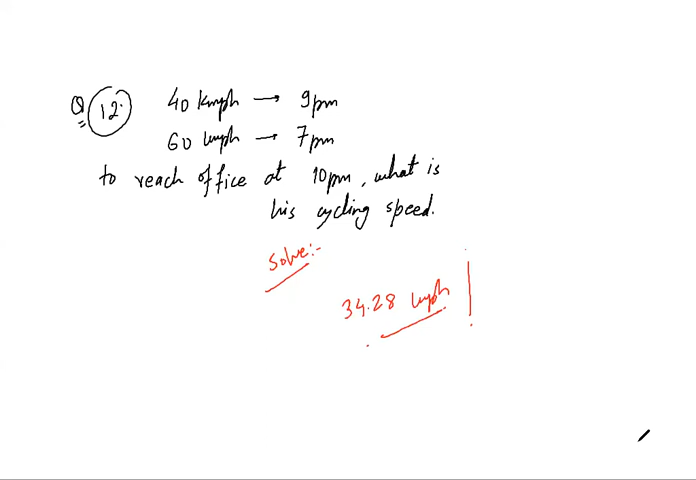 Q 12. 40 kmph → 9pm
60 kmph → 7pm
to reach office at 10pm, what is
his cycling speed.
Solve:-
34.28 kmph